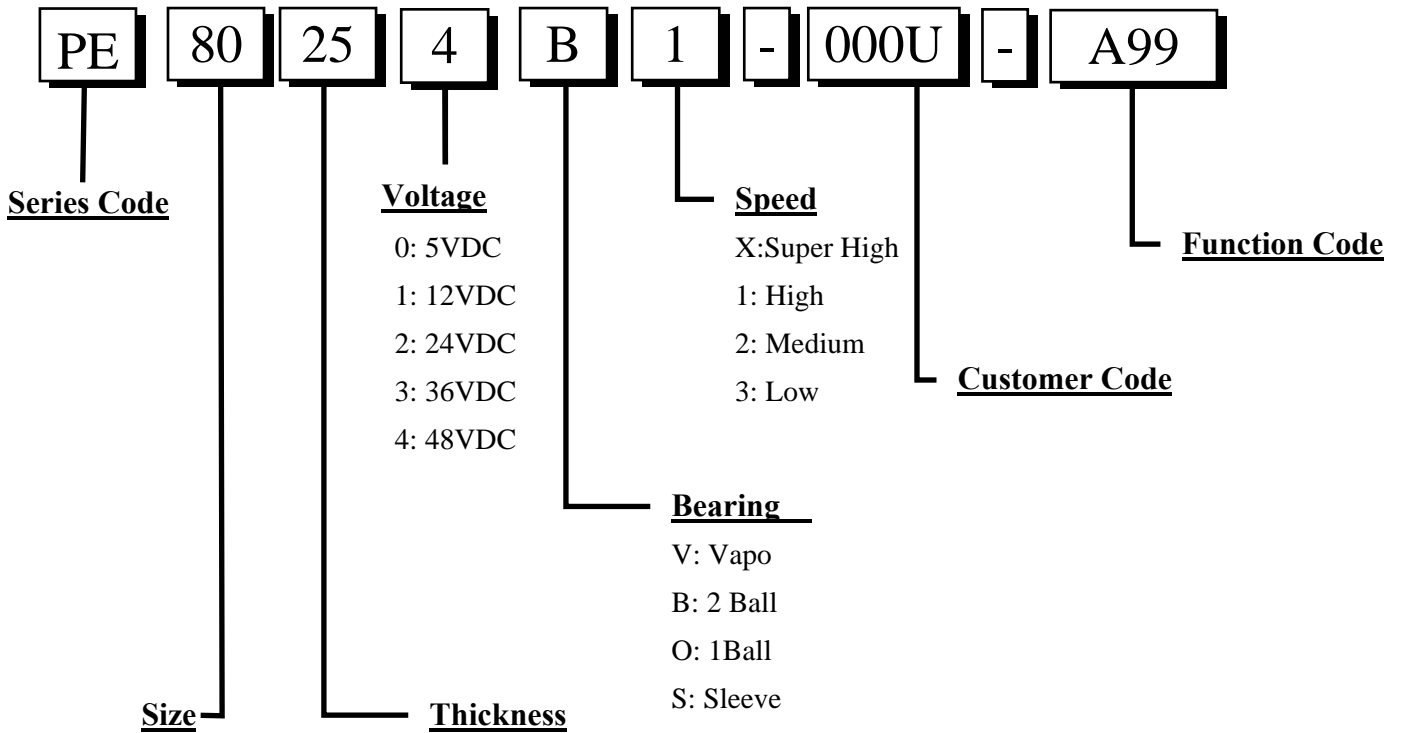 PE 80 25 4 B 1 - 000U - A99
Series Code
Voltage
0: 5VDC
1: 12VDC
2: 24VDC
3: 36VDC
4: 48VDC
Speed
X:Super High
1: High
2: Medium
3: Low
Function Code
Customer Code
Bearing
V: Vapo
B: 2 Ball
O: 1Ball
S: Sleeve
Size
Thickness